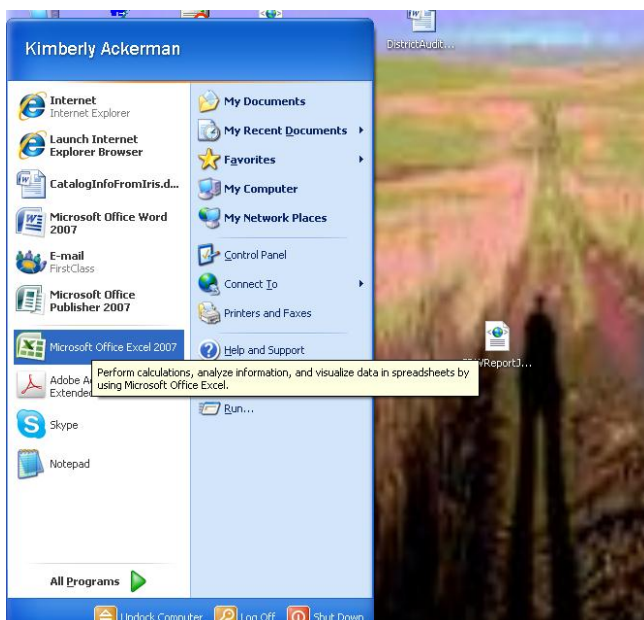 Kimberly Ackerman
DistrictAudit...
Internet
Internet Explorer
Launch Internet
Explorer Browser
CatalogInfoFromIris.d...
Microsoft Office Word
2007
E-mail
FirstClass
Microsoft Office
Publisher 2007
Microsoft Office Excel 2007
Adobe
Extended
Skype
Notepad
All Programs
My Documents
My Recent Documents
Favorites
My Computer
My Network Places
Control Panel
Connect To
Printers and Faxes
Help and Support
Perform calculations, analyze information, and visualize data in spreadsheets by
using Microsoft Office Excel.
Run...
Undock Computer
Log Off
Shut Down